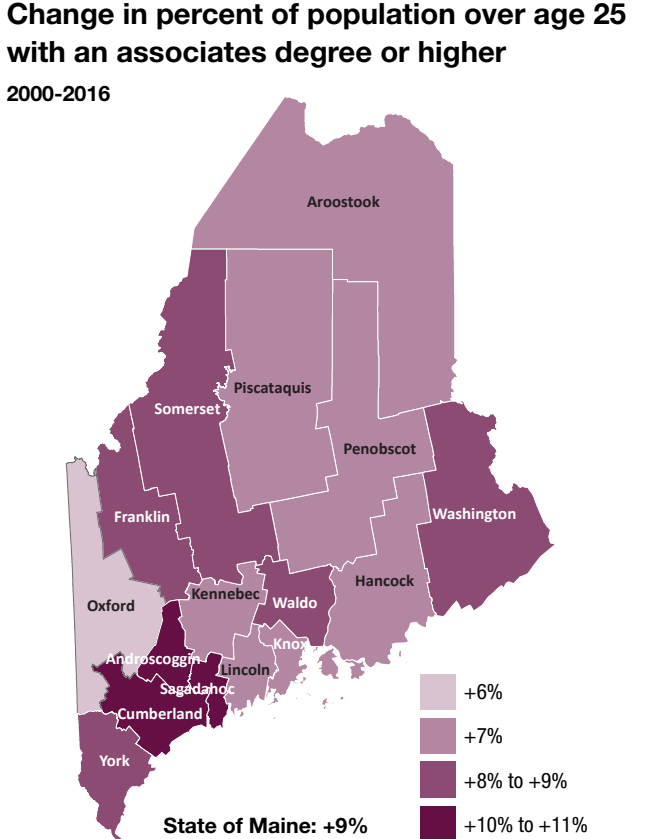 Change in percent of population over age 25
with an associates degree or higher
2000-2016
Aroostook
Piscataquis
Somerset
Penobscot
Washington
Franklin
Hancock
Kennebec
Waldo
Oxford
Knox
Androscoggin
Lincoln
Sagadahoc
Cumberland
York
+6%
+7%
+8% to +9%
+10% to +11%
State of Maine: +9%